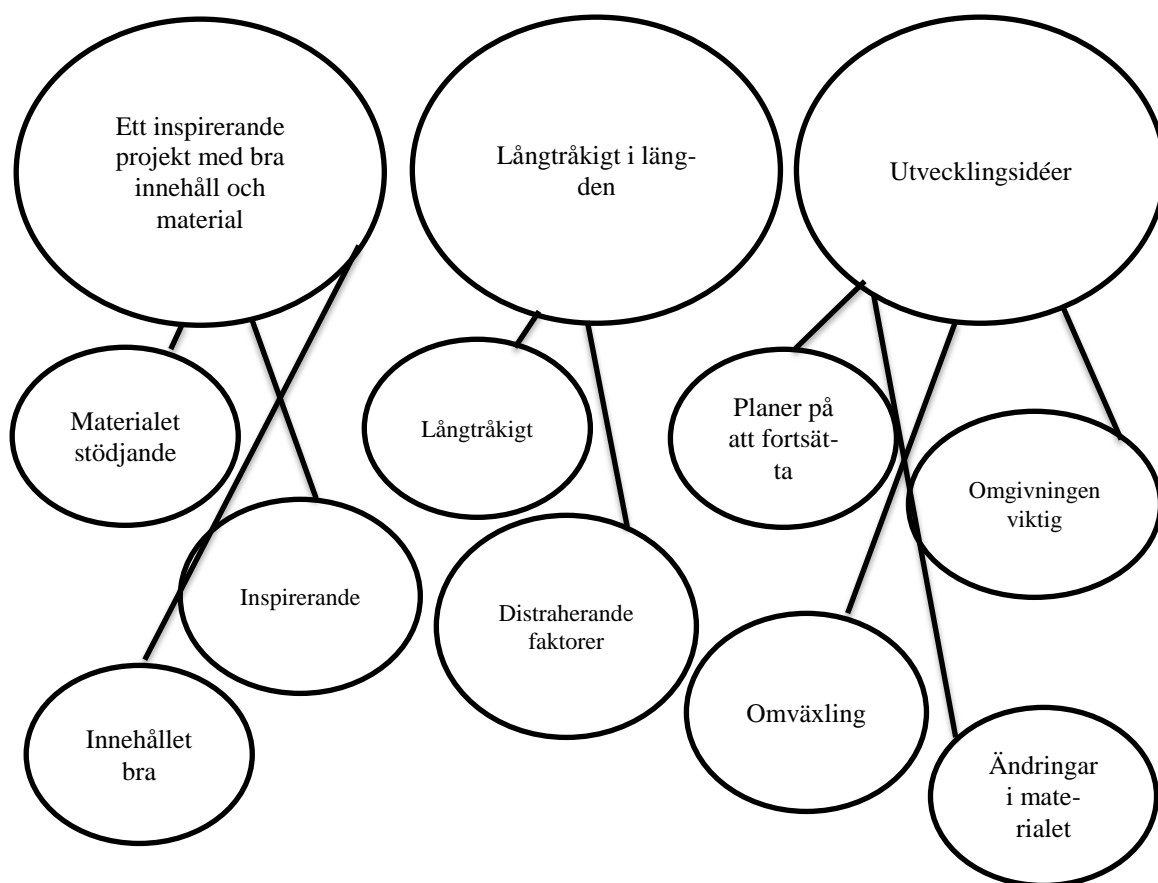 Ett inspirerande
projekt med bra
innehåll och
material
Långtråkigt i läng-
den
Utvecklingsidéer
Materialet
stödjande
Långtråkigt
Planer på
att fortsät-
ta
Omgivningen
viktig
Inspirerande
Distraherande
faktorer
Omväxling
Innehållet
bra
Ändringar
i mate-
rialet